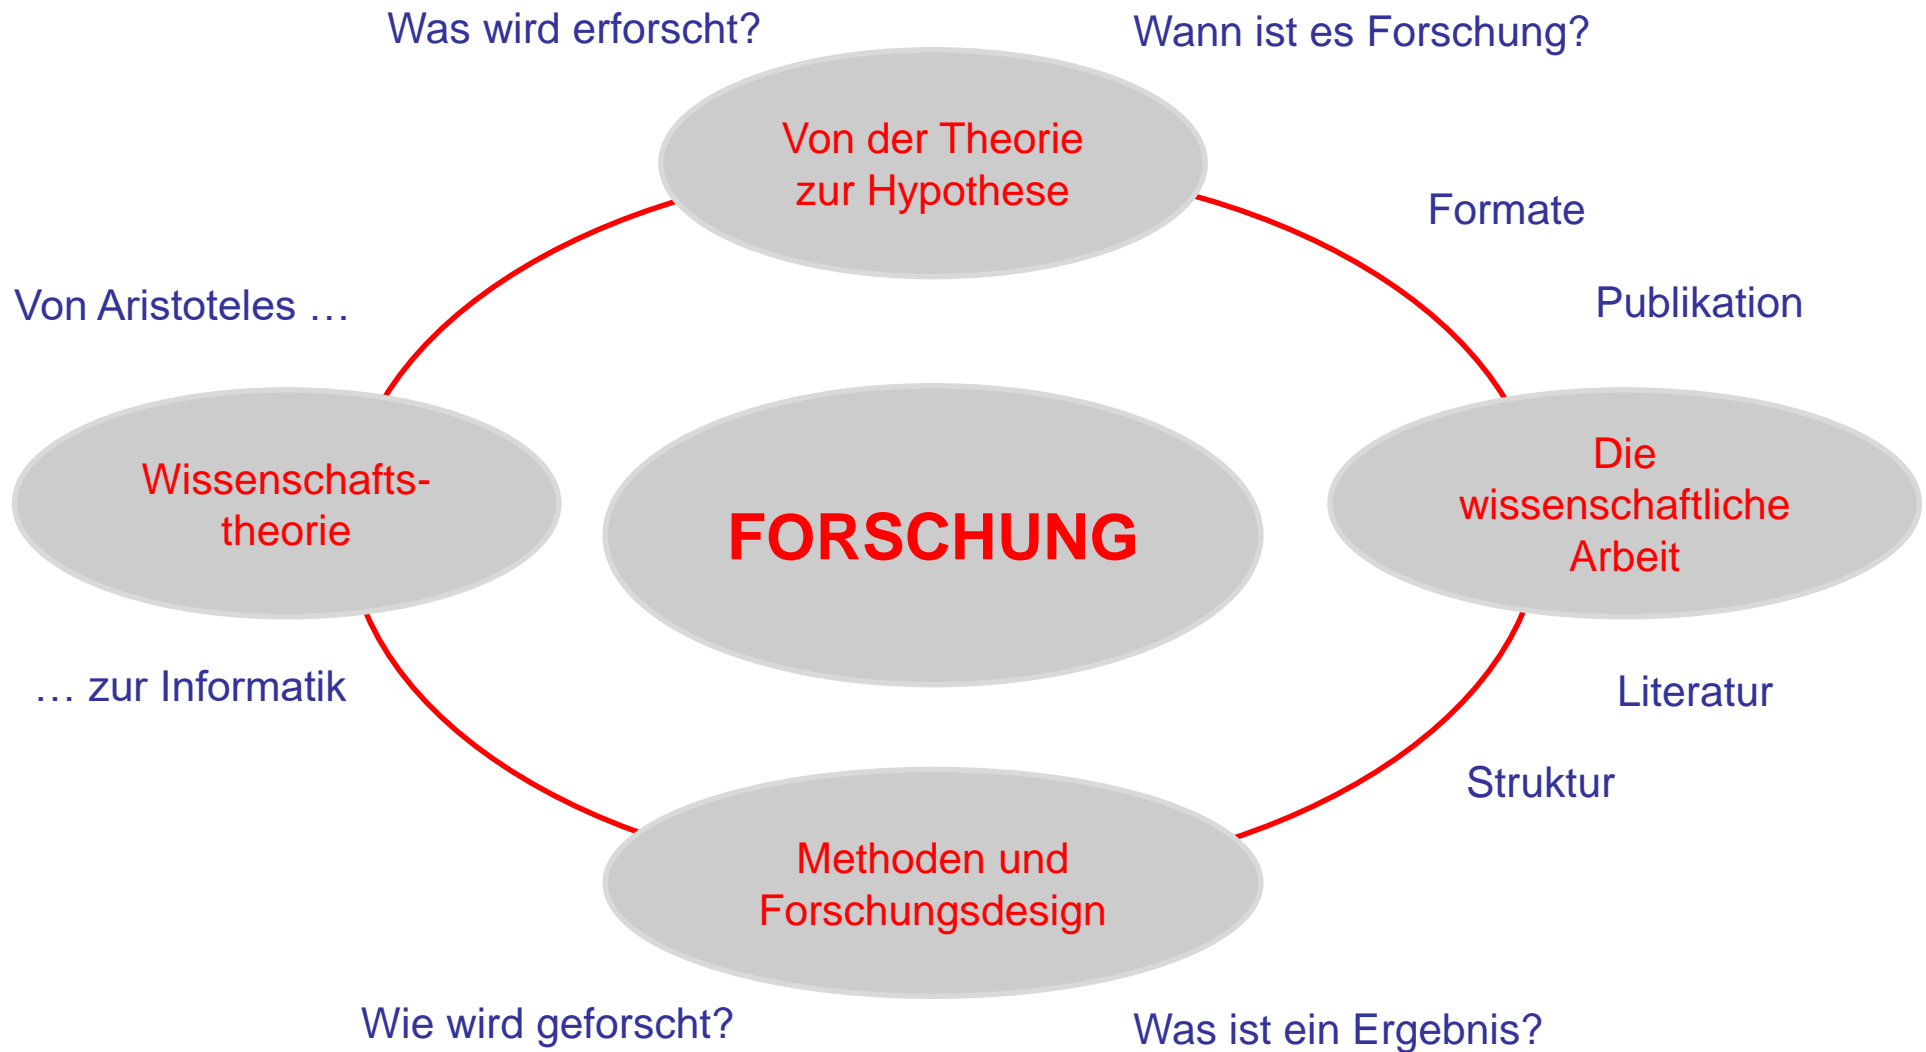 Was wird erforscht?
Wann ist es Forschung?
Von der Theorie
zur Hypothese
Formate
Publikation
Von Aristoteles …
Wissenschafts-
theorie
FORSCHUNG
Die
wissenschaftliche
Arbeit
… zur Informatik
Literatur
Struktur
Methoden und
Forschungsdesign
Wie wird geforscht?
Was ist ein Ergebnis?